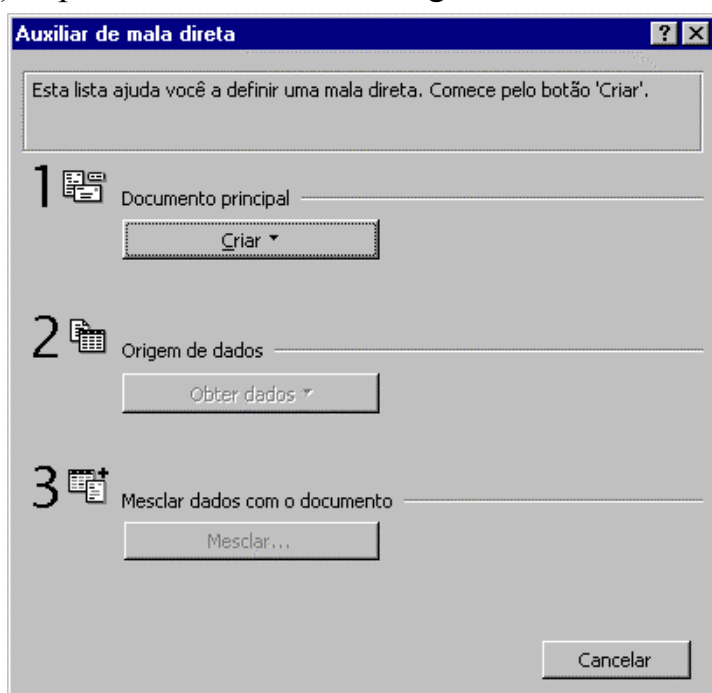 Auxiliar de mala direta
Esta lista ajuda você a definir uma mala direta. Comece pelo botão 'Criar'.
1 Documento principal
Criar
2 Origem de dados
Obter dados
3 Mesclar dados com o documento
Mesclar...
Cancelar